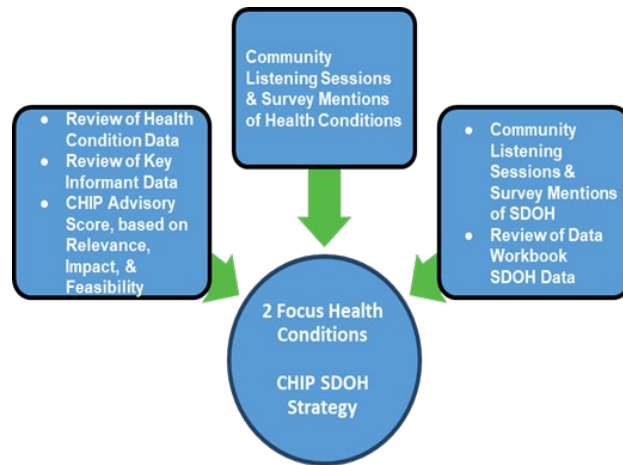 Community
Listening Sessions
& Survey Mentions
of Health Conditions
● Review of Health
Condition Data
● Review of Key
Informant Data
● CHIP Advisory
Score, based on
Relevance,
Impact, &
Feasibility
● Community
Listening
Sessions &
Survey Mentions
of SDOH
● Review of Data
Workbook
SDOH Data
2 Focus Health
Conditions
CHIP SDOH
Strategy